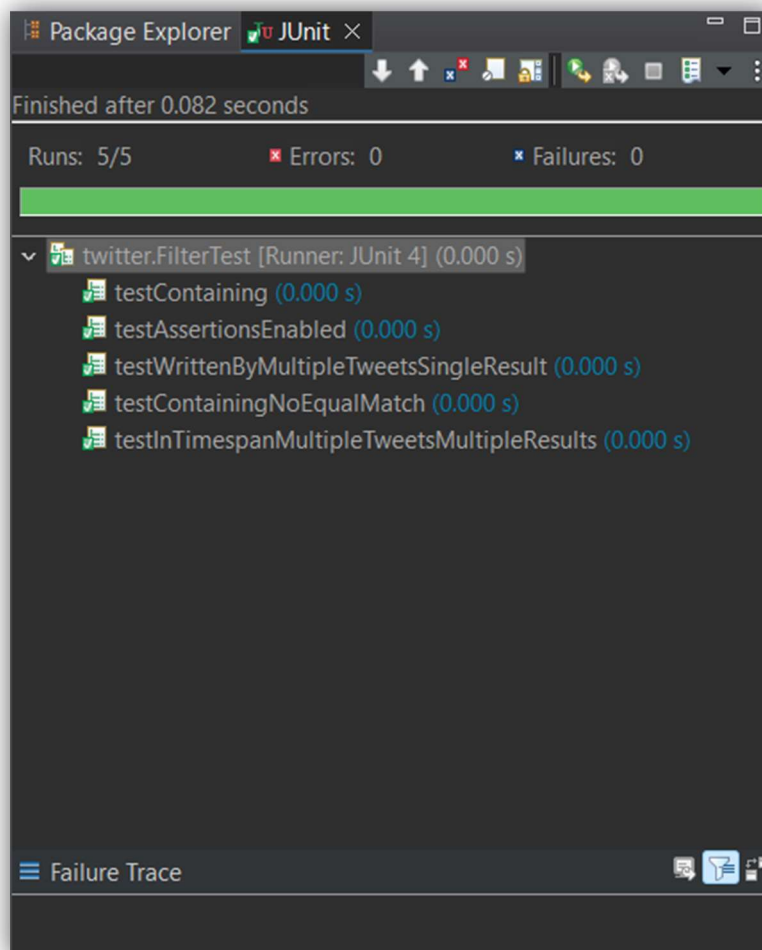 Package Explorer JUnit
Finished after 0.082 seconds
Runs: 5/5 Errors: 0 Failures: 0
twitter.FilterTest [Runner: JUnit 4] (0.000 s)
testContaining (0.000 s)
testAssertionsEnabled (0.000 s)
testWrittenByMultipleTweetsSingleResult (0.000 s)
testContainingNoEqualMatch (0.000 s)
testInTimespanMultipleTweetsMultipleResults (0.000 s)
Failure Trace